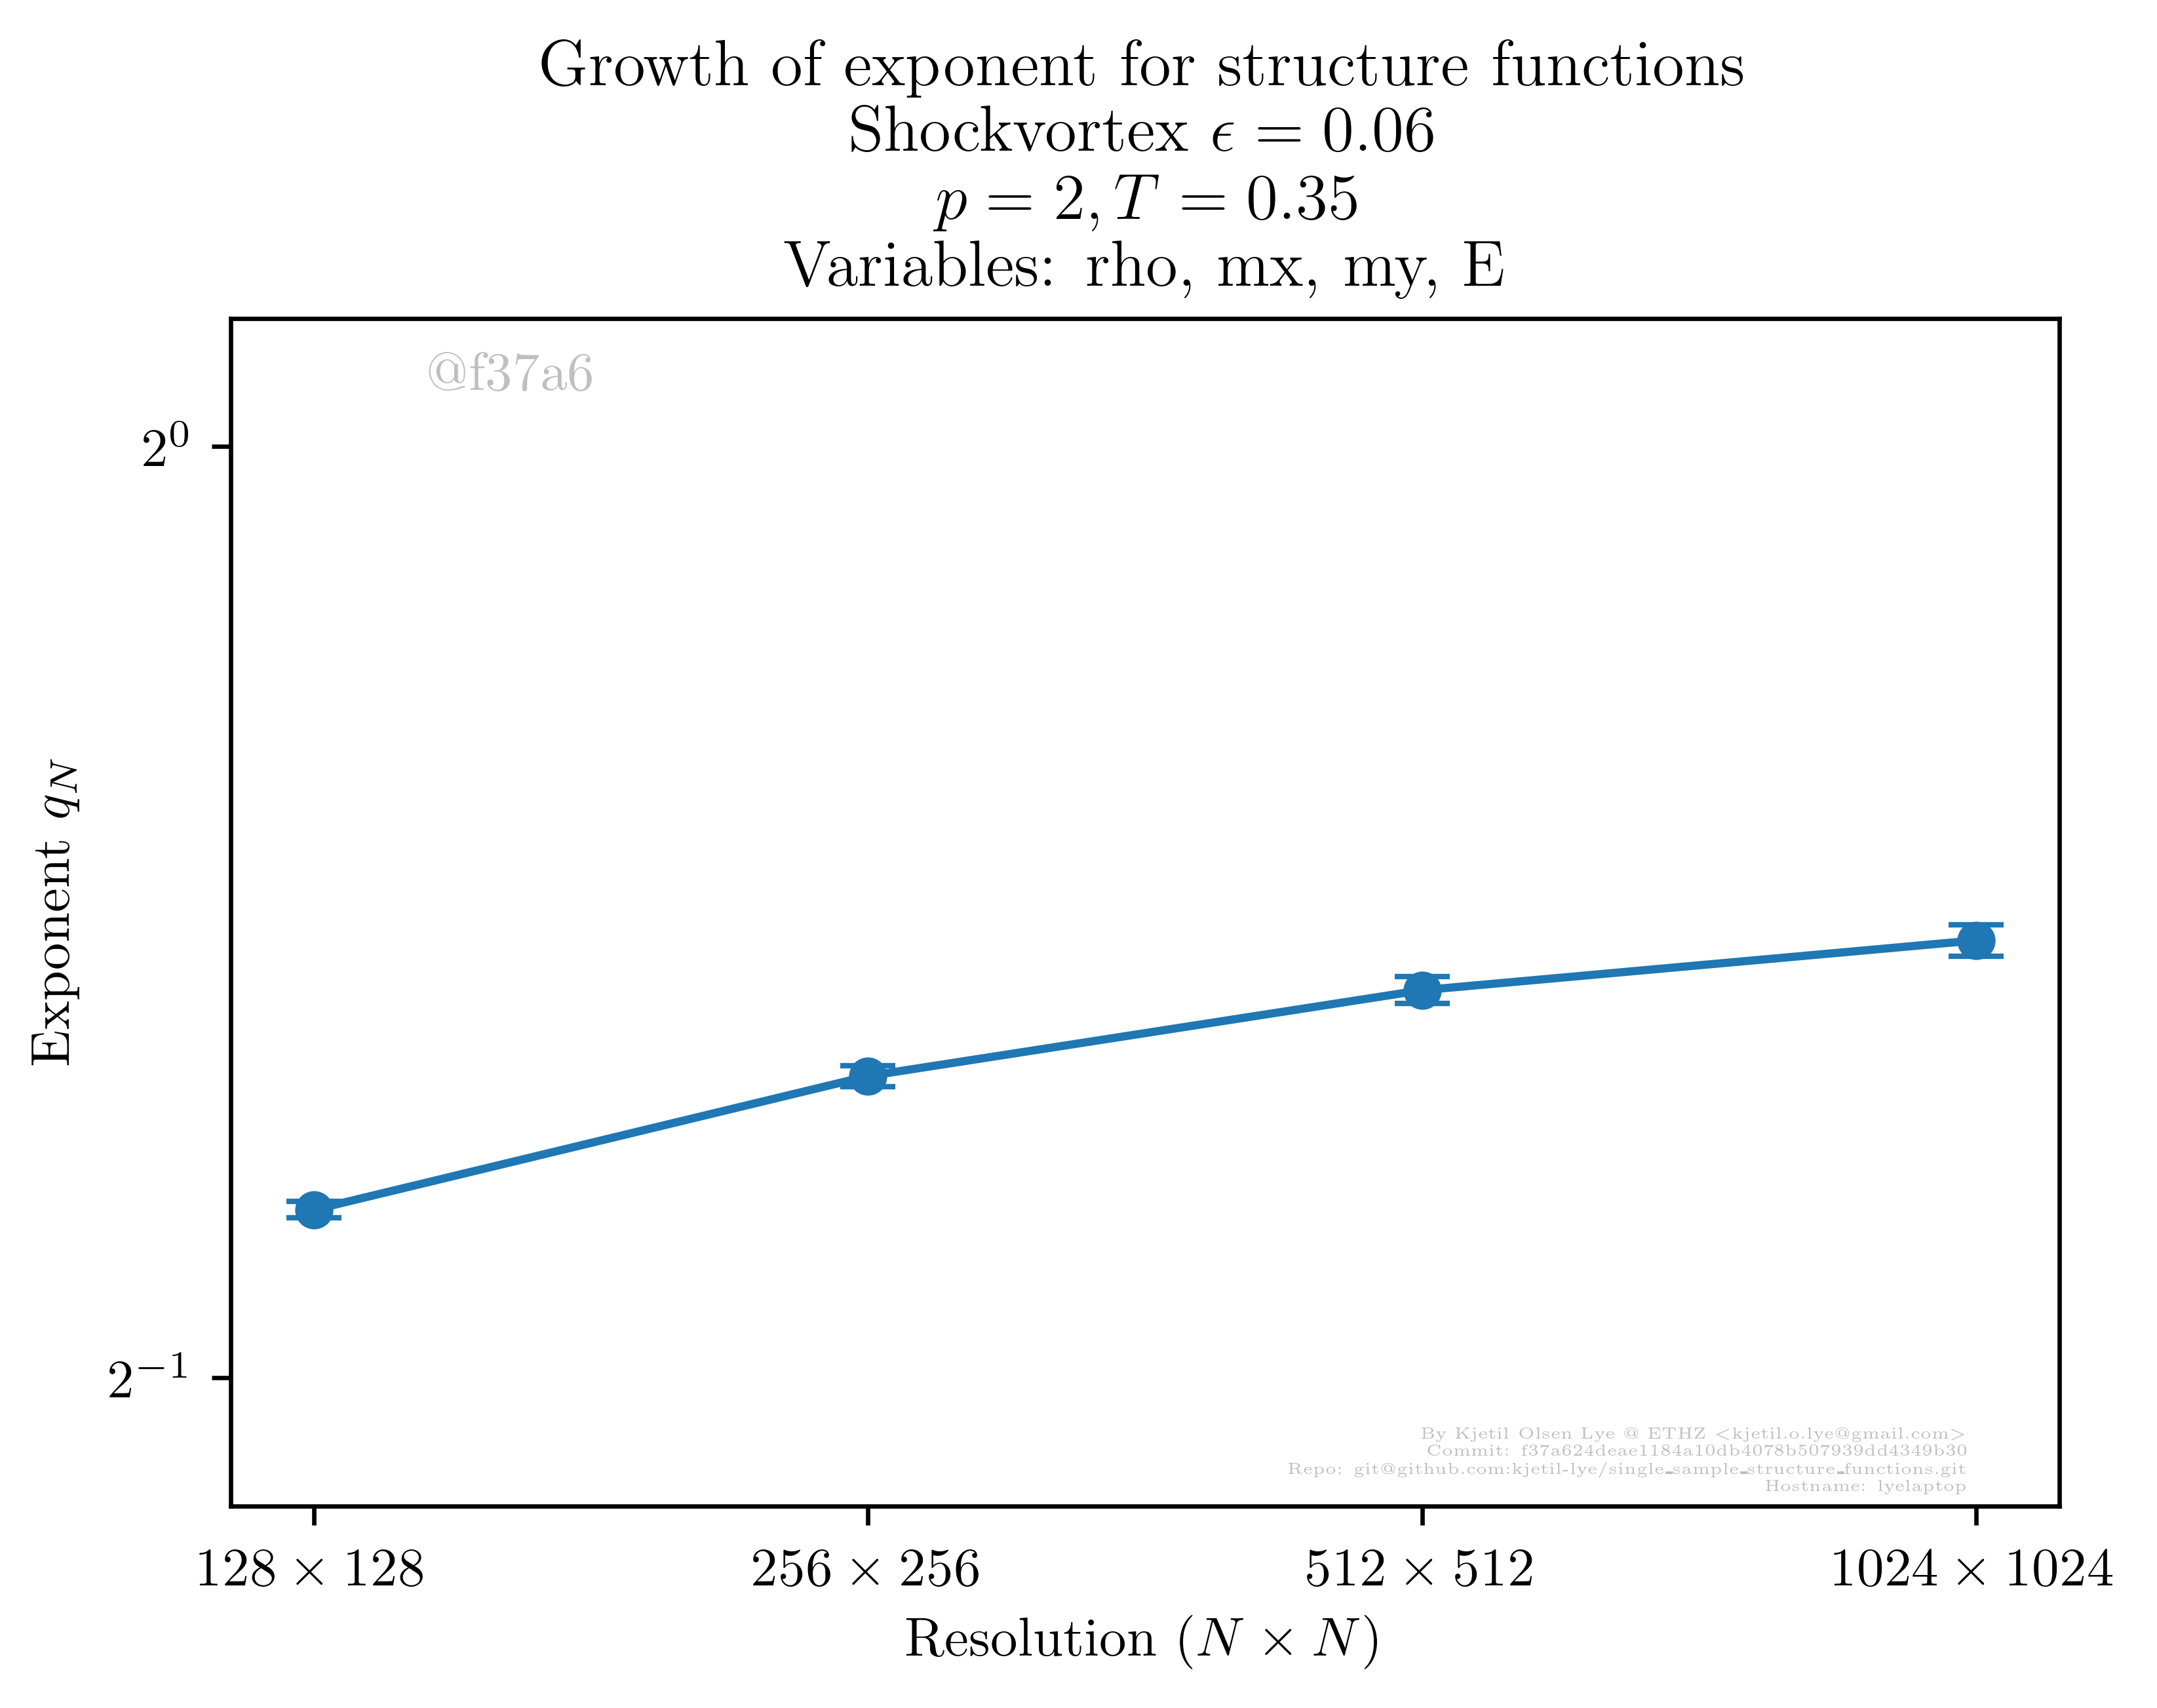 Growth of exponent for structure functions
Shockvortex ϵ = 0.06
p = 2, T = 0.35
Variables: rho, mx, my, E
@f37a6
2⁰
Exponent q_N
2⁻¹
By Kjetil Olsen Lye @ ETHZ <kjetil.o.lye@gmail.com>
Commit: f37a624deae1184a10db4078b507939dd4349b30
Repo: git@github.com:kjetil-lye/single_sample_structure_functions.git
Hostname: lyelaptop
128 × 128 256 × 256 512 × 512 1024 × 1024
Resolution (N × N)